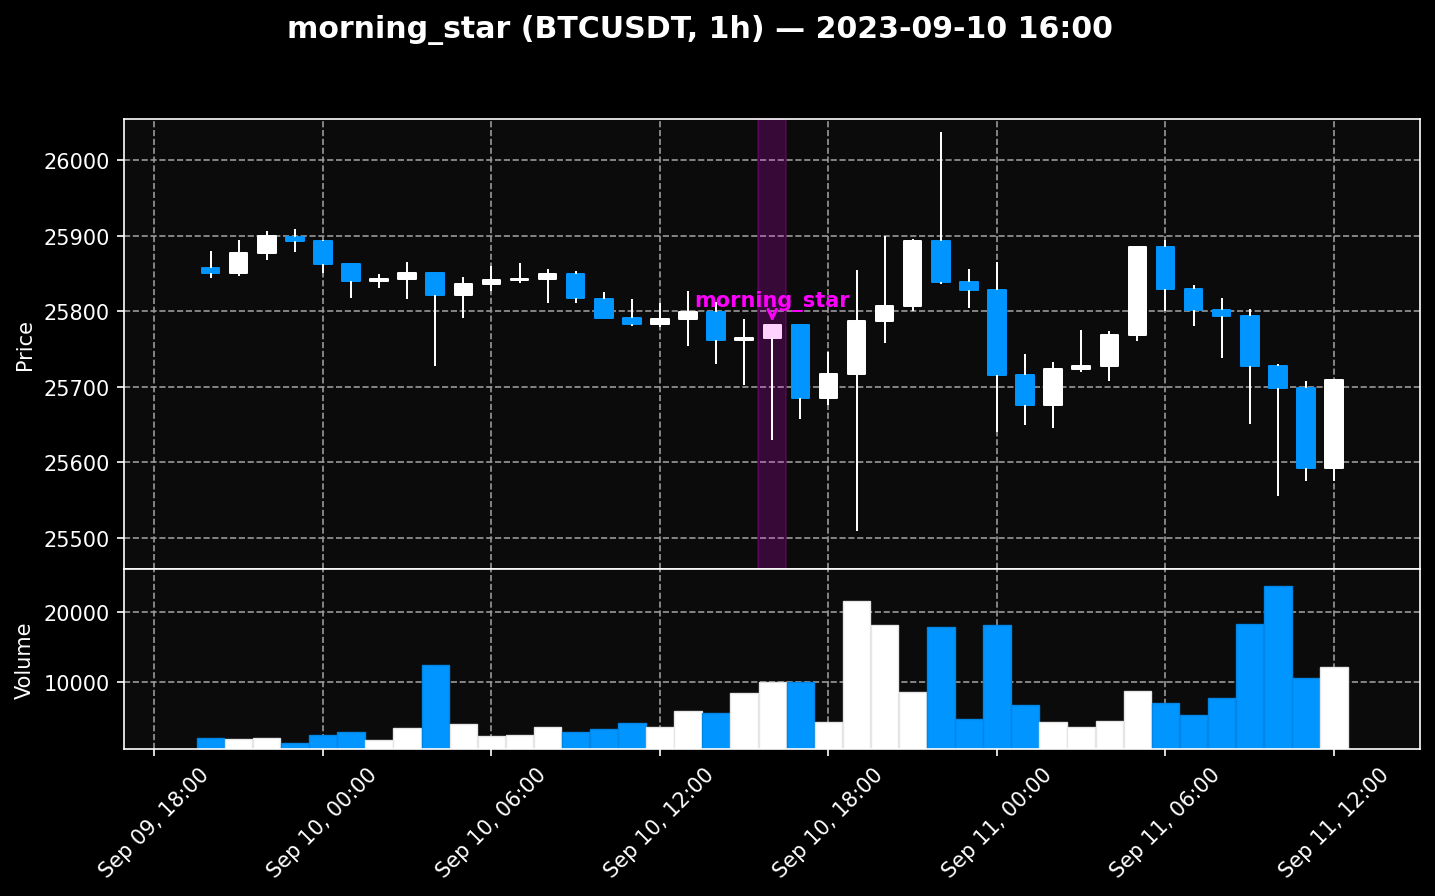 morning_star (BTCUSDT, 1h) — 2023-09-10 16:00
Price
26000
25900
25800
25700
25600
25500
morning_star
Volume
20000
10000
Sep 09, 18:00
Sep 10, 00:00
Sep 10, 06:00
Sep 10, 12:00
Sep 10, 18:00
Sep 11, 00:00
Sep 11, 06:00
Sep 11, 12:00